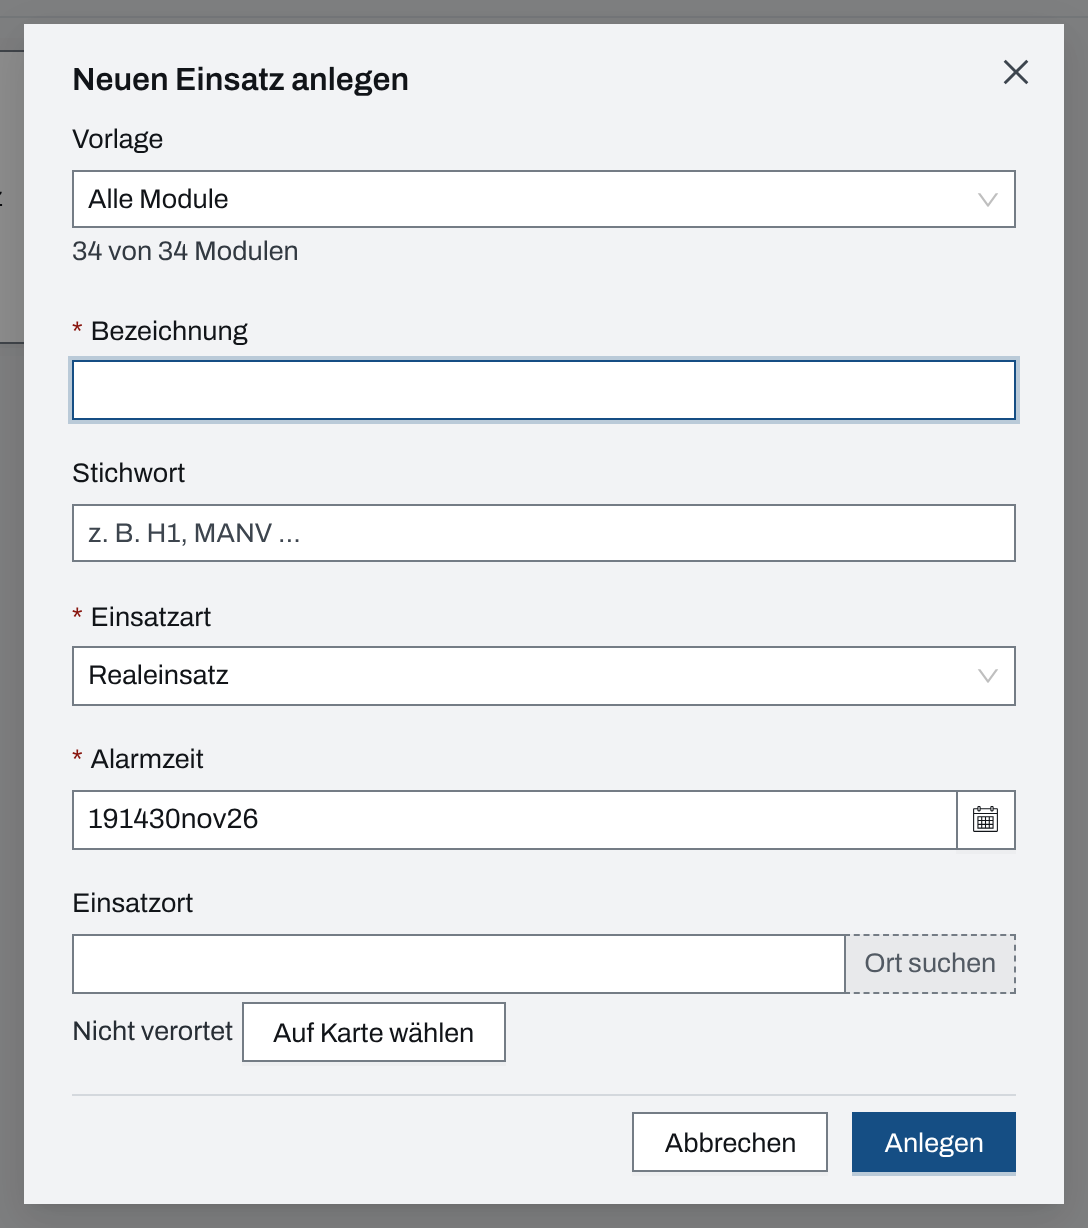 Neuen Einsatz anlegen
Vorlage
Alle Module
34 von 34 Modulen
* Bezeichnung
Stichwort
z. B. H1, MANV ...
* Einsatzart
Realeinsatz
* Alarmzeit
191430nov26
Einsatzort
Ort suchen
Nicht verortet Auf Karte wählen
Abbrechen Anlegen